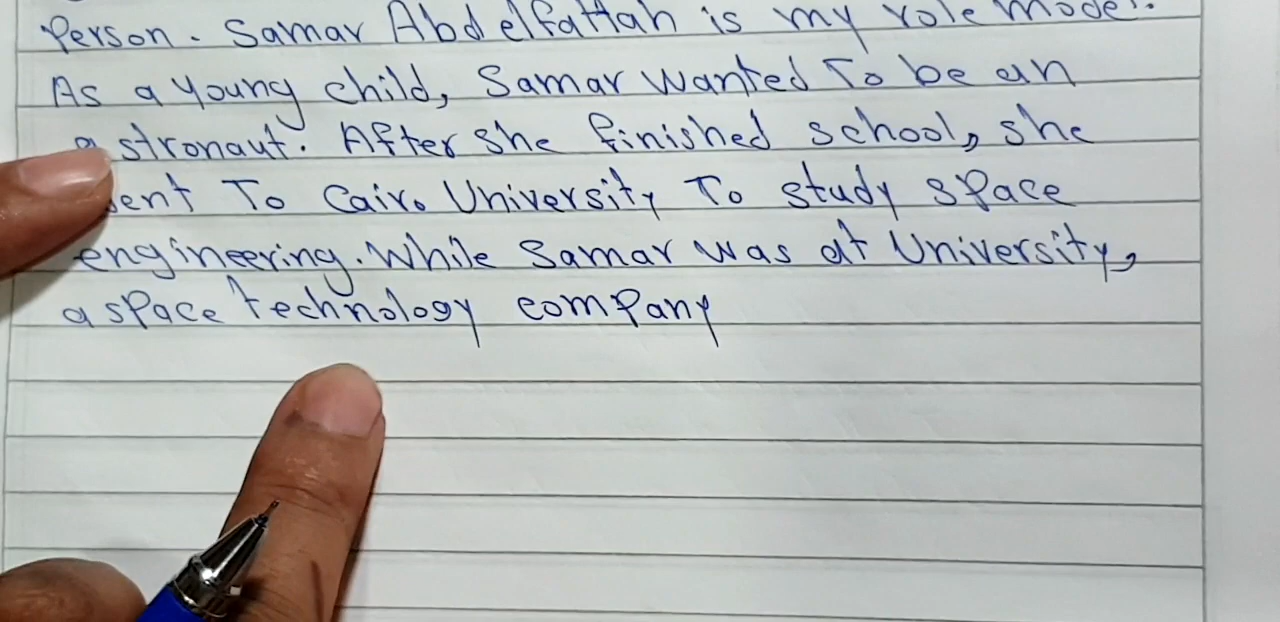 Person. Samar Abdelfattah is my role model.
As a young child, Samar wanted To be an
astronaut. After she finished school, she
To Cairo University To study space
engineering. While Samar was at University,
a space technology company